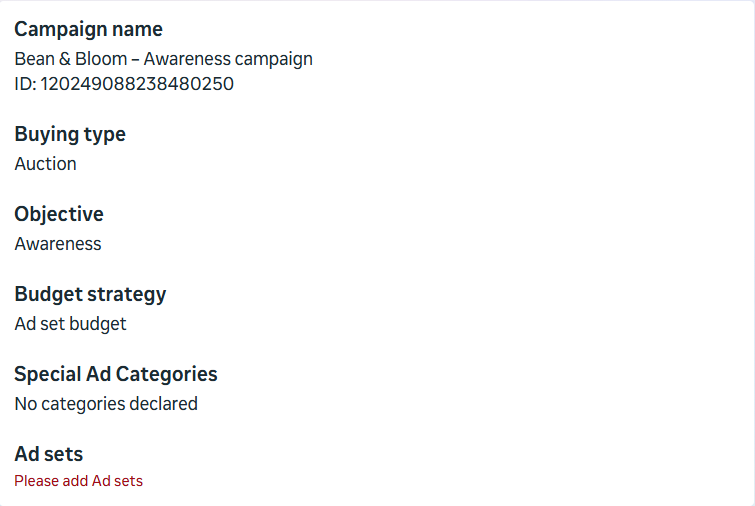 Campaign name
Bean & Bloom – Awareness campaign
ID: 120249088238480250
Buying type
Auction
Objective
Awareness
Budget strategy
Ad set budget
Special Ad Categories
No categories declared
Ad sets
Please add Ad sets